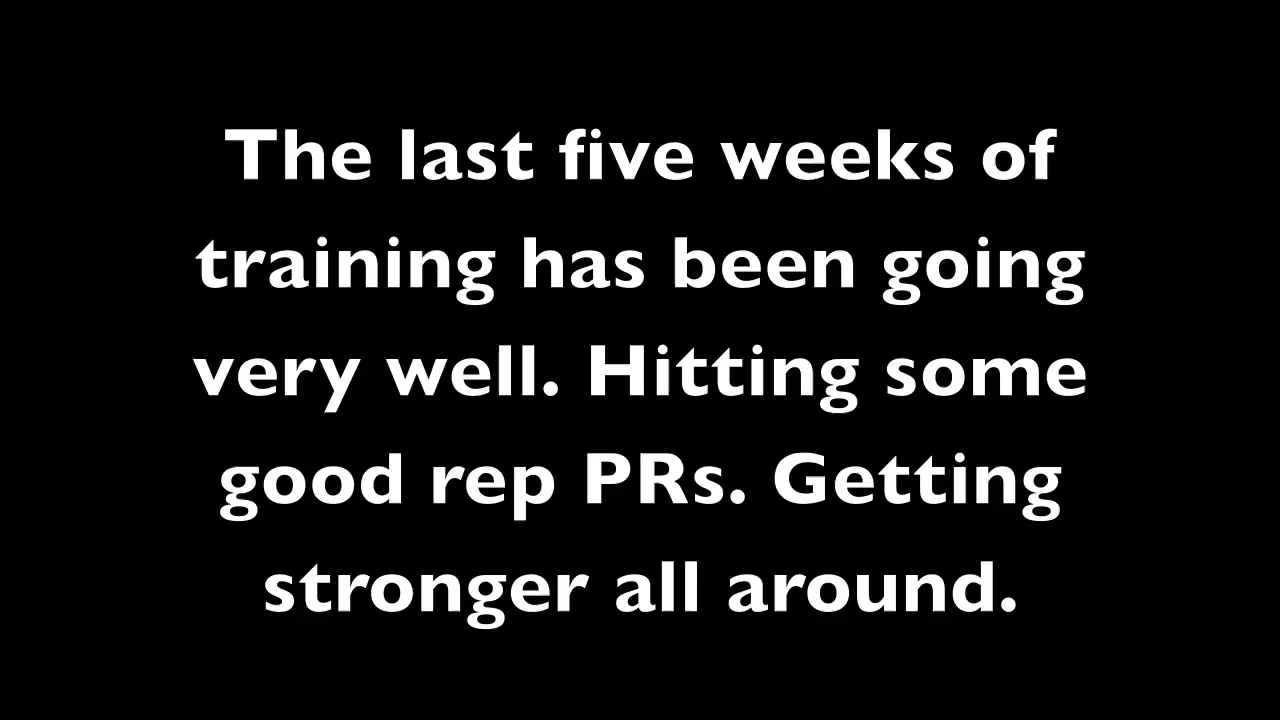 The last five weeks of
training has been going
very well. Hitting some
good rep PRs. Getting
stronger all around.